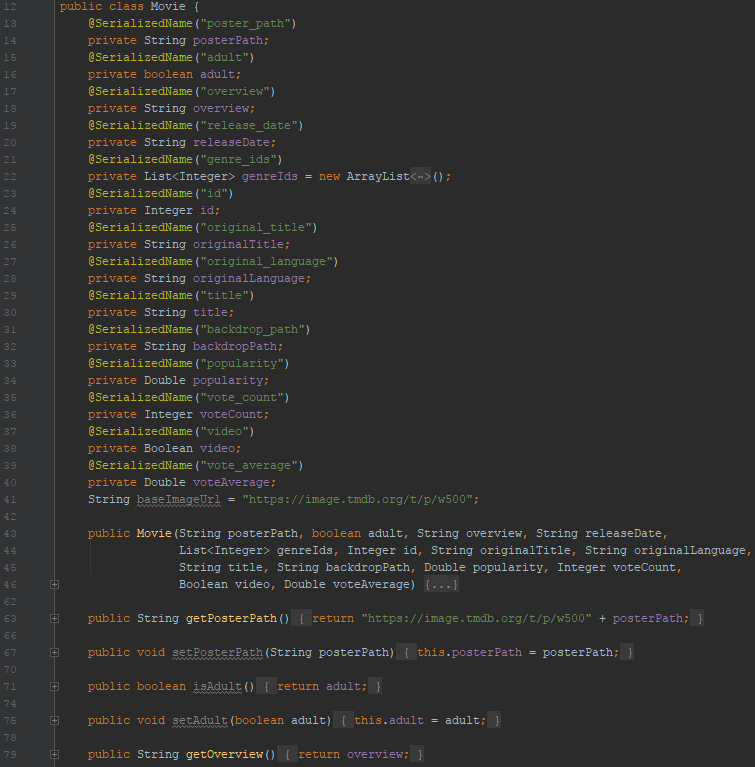 12 public class Movie {
13 @SerializedName("poster_path")
14 private String posterPath;
15 @SerializedName("adult")
16 private boolean adult;
17 @SerializedName("overview")
18 private String overview;
19 @SerializedName("release_date")
20 private String releaseDate;
21 @SerializedName("genre_ids")
22 private List<Integer> genreIds = new ArrayList<~>();
23 @SerializedName("id")
24 private Integer id;
25 @SerializedName("original_title")
26 private String originalTitle;
27 @SerializedName("original_language")
28 private String originalLanguage;
29 @SerializedName("title")
30 private String title;
31 @SerializedName("backdrop_path")
32 private String backdropPath;
33 @SerializedName("popularity")
34 private Double popularity;
35 @SerializedName("vote_count")
36 private Integer voteCount;
37 @SerializedName("video")
38 private Boolean video;
39 @SerializedName("vote_average")
40 private Double voteAverage;
41 String baseImageUrl = "https://image.tmdb.org/t/p/w500";
42
43 public Movie(String posterPath, boolean adult, String overview, String releaseDate,
44 List<Integer> genreIds, Integer id, String originalTitle, String originalLanguage,
45 String title, String backdropPath, Double popularity, Integer voteCount,
46 Boolean video, Double voteAverage) {...}
62
63 public String getPosterPath() { return "https://image.tmdb.org/t/p/w500" + posterPath; }
66
67 public void setPosterPath(String posterPath) { this.posterPath = posterPath; }
70
71 public boolean isAdult() { return adult; }
74
75 public void setAdult(boolean adult) { this.adult = adult; }
78
79 public String getOverview() { return overview; }